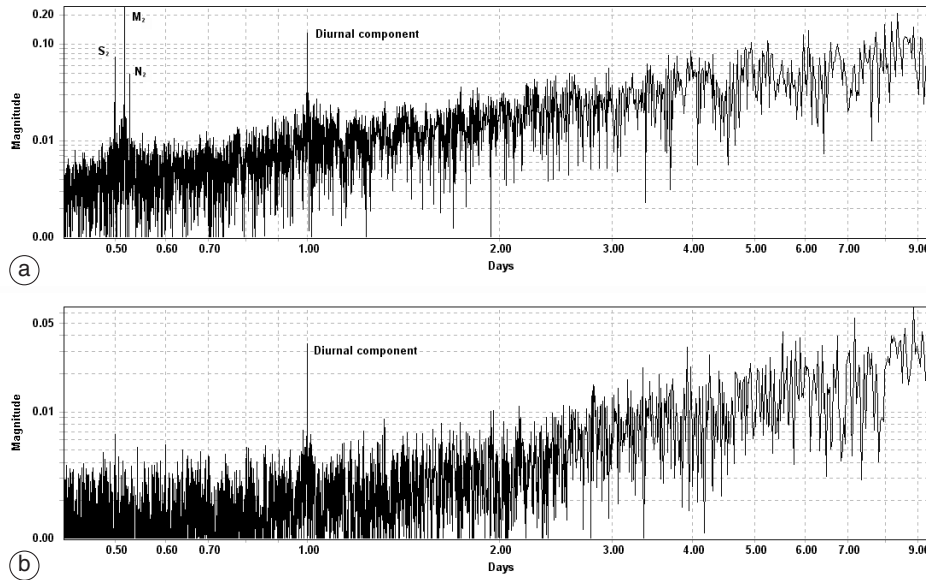 0.20
M₂
Diurnal component
0.10
S₂
N₂
Magnitude
0.01
0.00
0.50 0.60 0.70 1.00 2.00 3.00 4.00 5.00 6.00 7.00 9.00
Days
a
0.05
Diurnal component
Magnitude
0.01
0.00
0.50 0.60 0.70 1.00 2.00 3.00 4.00 5.00 6.00 7.00 9.00
Days
b